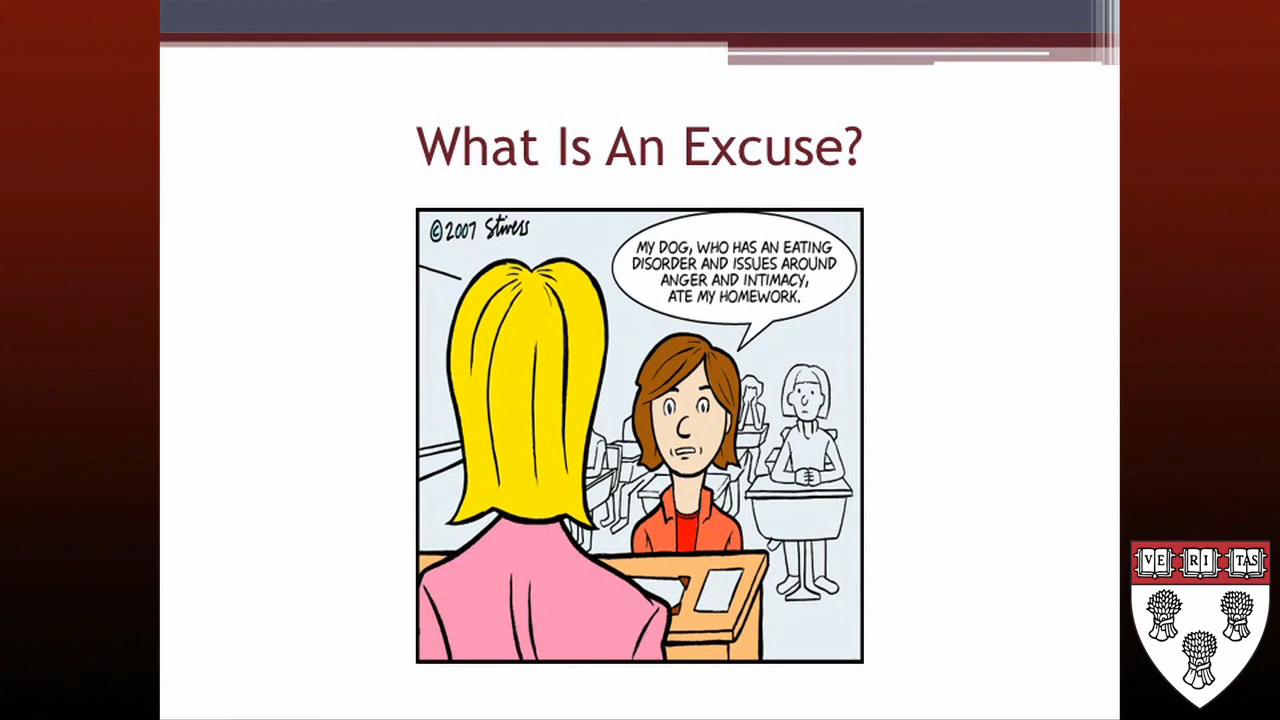 What Is An Excuse?
©2007 Stivers
MY DOG, WHO HAS AN EATING
DISORDER AND ISSUES AROUND
ANGER AND INTIMACY,
ATE MY HOMEWORK.
VE RI TAS